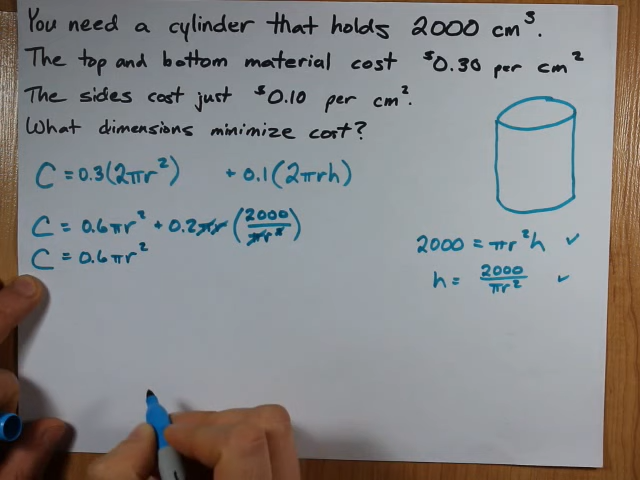 You need a cylinder that holds 2000 cm³.
The top and bottom material cost $0.30 per cm²
The sides cost just $0.10 per cm².
What dimensions minimize cost?
C = 0.3(2πr²) + 0.1(2πrh)
C = 0.6πr² + 0.2πr (2000/πr²)
C = 0.6πr²
2000 = πr²h ✓
h = 2000/πr² ✓